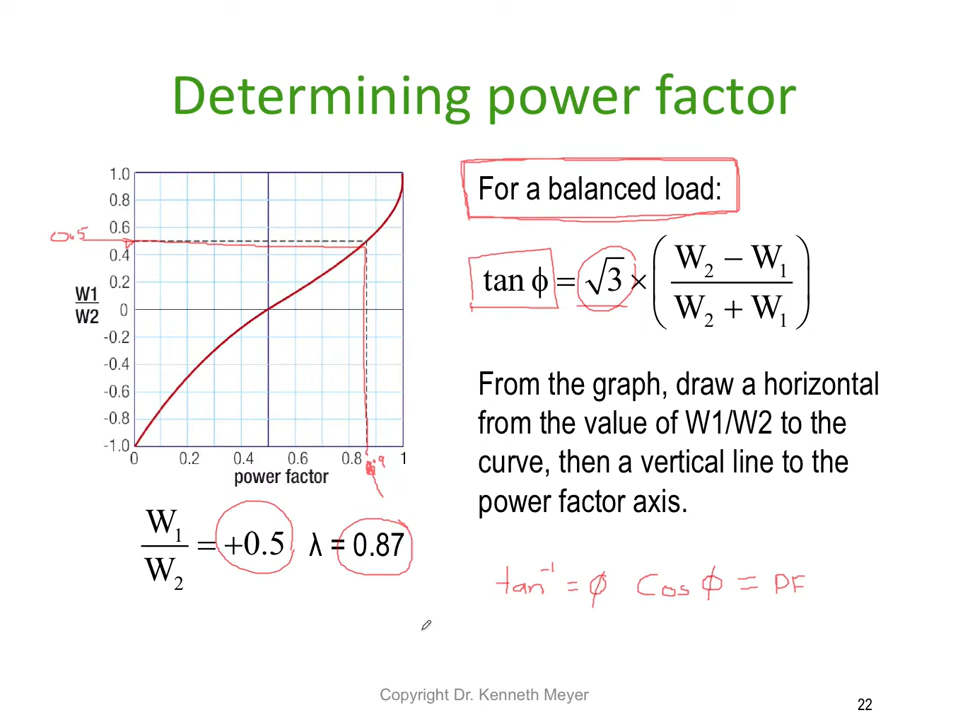 Determining power factor
1.0
0.8
0.6
0.5
0.4
0.2
W1
W2
0
-0.2
-0.4
-0.6
-0.8
-1.0
0 0.2 0.4 0.6 0.8 1
power factor
W1
W2
= +0.5 λ = 0.87
For a balanced load:
tan ϕ = √3 × ( W2 − W1
W2 + W1 )
From the graph, draw a horizontal
from the value of W1/W2 to the
curve, then a vertical line to the
power factor axis.
tan⁻¹ = ϕ Cos ϕ = PF
Copyright Dr. Kenneth Meyer
22